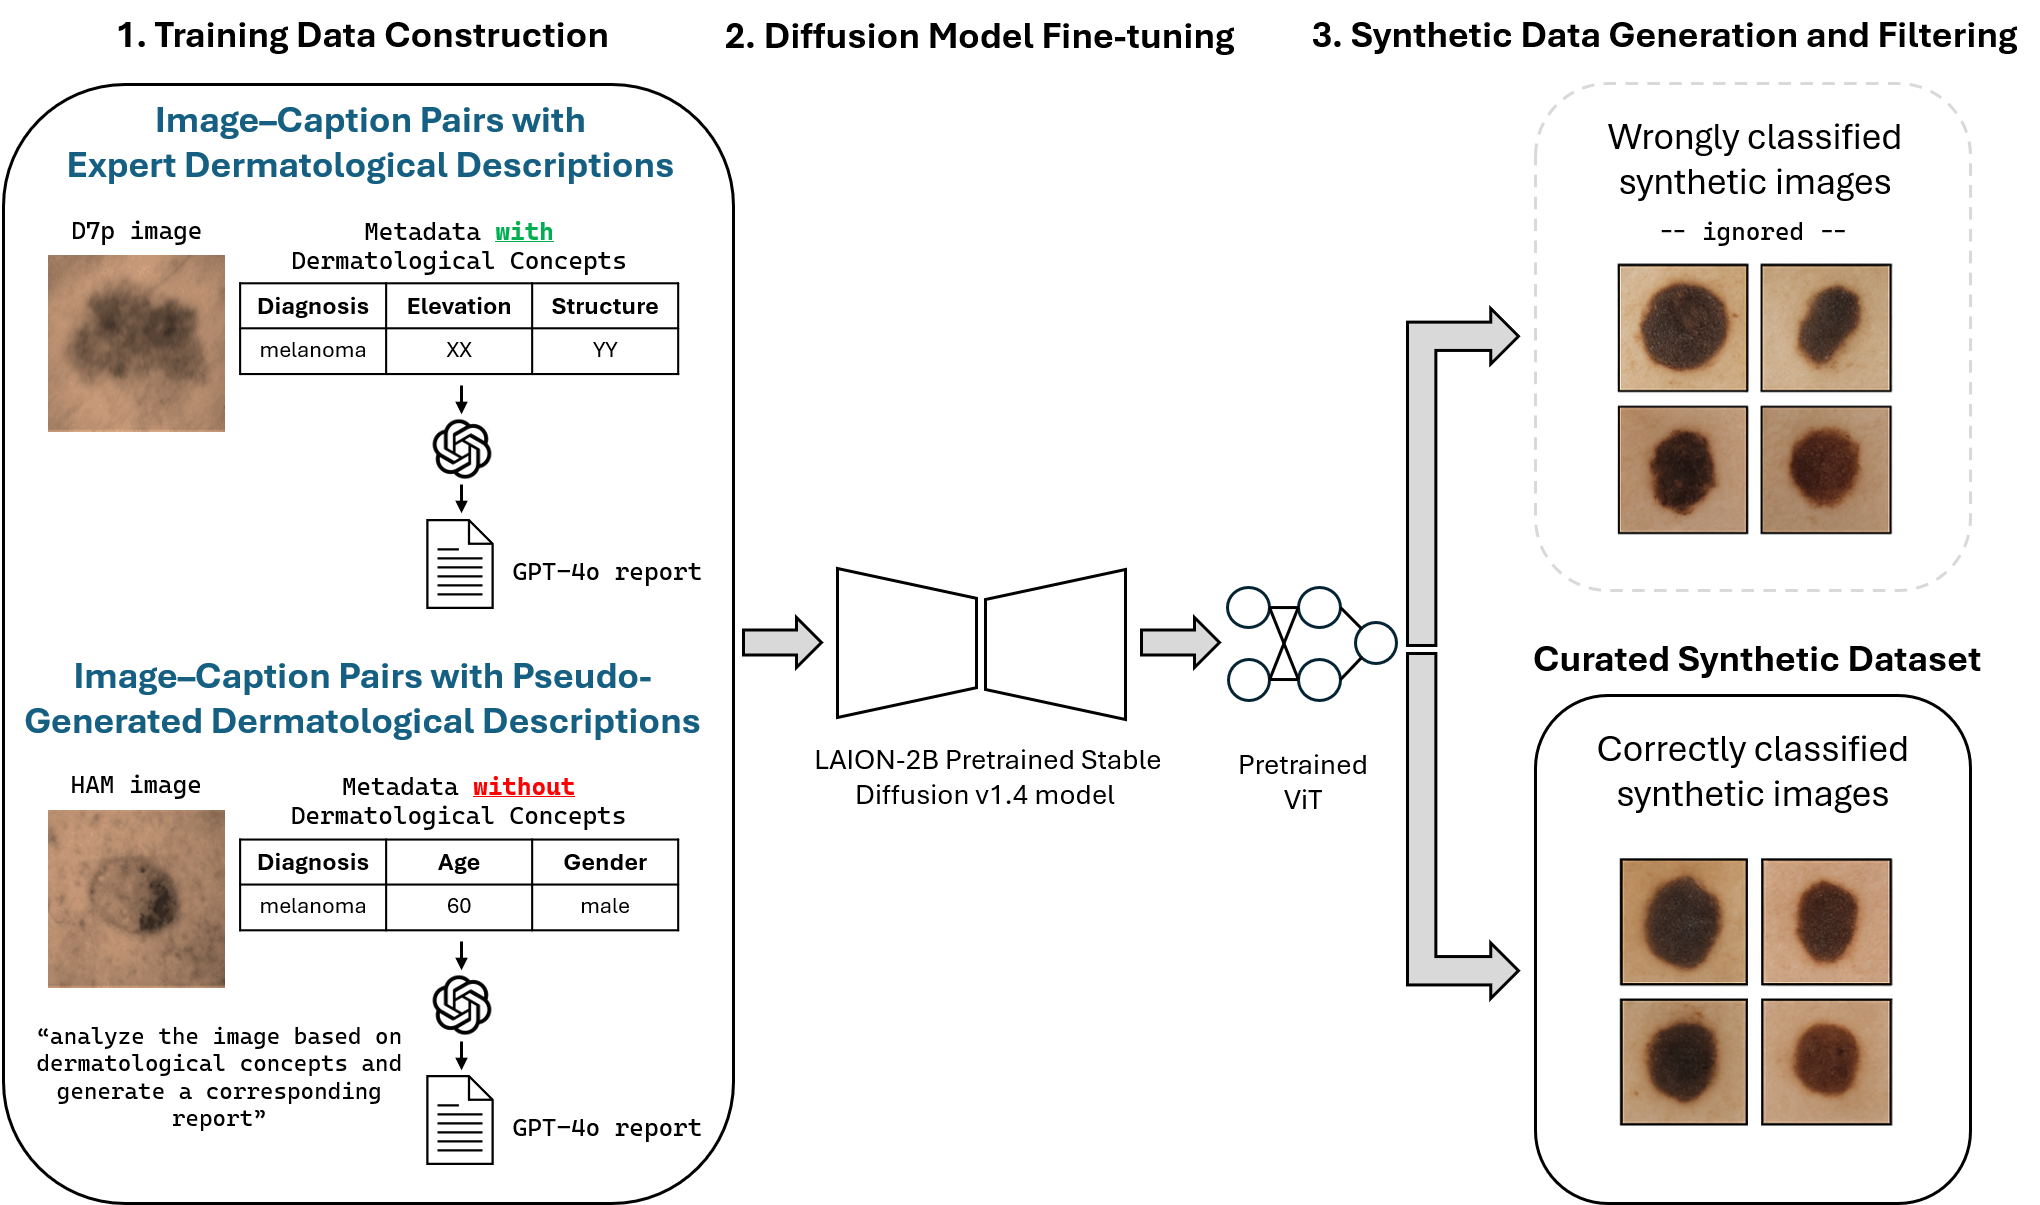 1. Training Data Construction
2. Diffusion Model Fine-tuning
3. Synthetic Data Generation and Filtering
Image–Caption Pairs with
Expert Dermatological Descriptions
D7p image
Metadata with
Dermatological Concepts
Diagnosis Elevation Structure
melanoma XX YY
GPT-4o report
Image–Caption Pairs with Pseudo-
Generated Dermatological Descriptions
HAM image
Metadata without
Dermatological Concepts
Diagnosis Age Gender
melanoma 60 male
“analyze the image based on
dermatological concepts and
generate a corresponding
report”
GPT-4o report
LAION-2B Pretrained Stable
Diffusion v1.4 model
Pretrained
ViT
Wrongly classified
synthetic images
-- ignored --
Curated Synthetic Dataset
Correctly classified
synthetic images